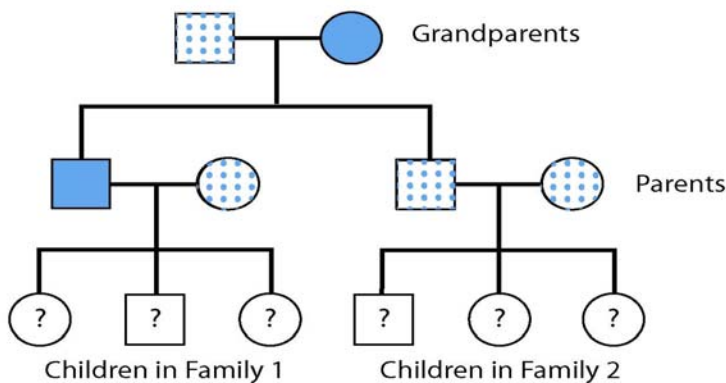 Grandparents
Parents
? ? ? ? ? ?
Children in Family 1 Children in Family 2